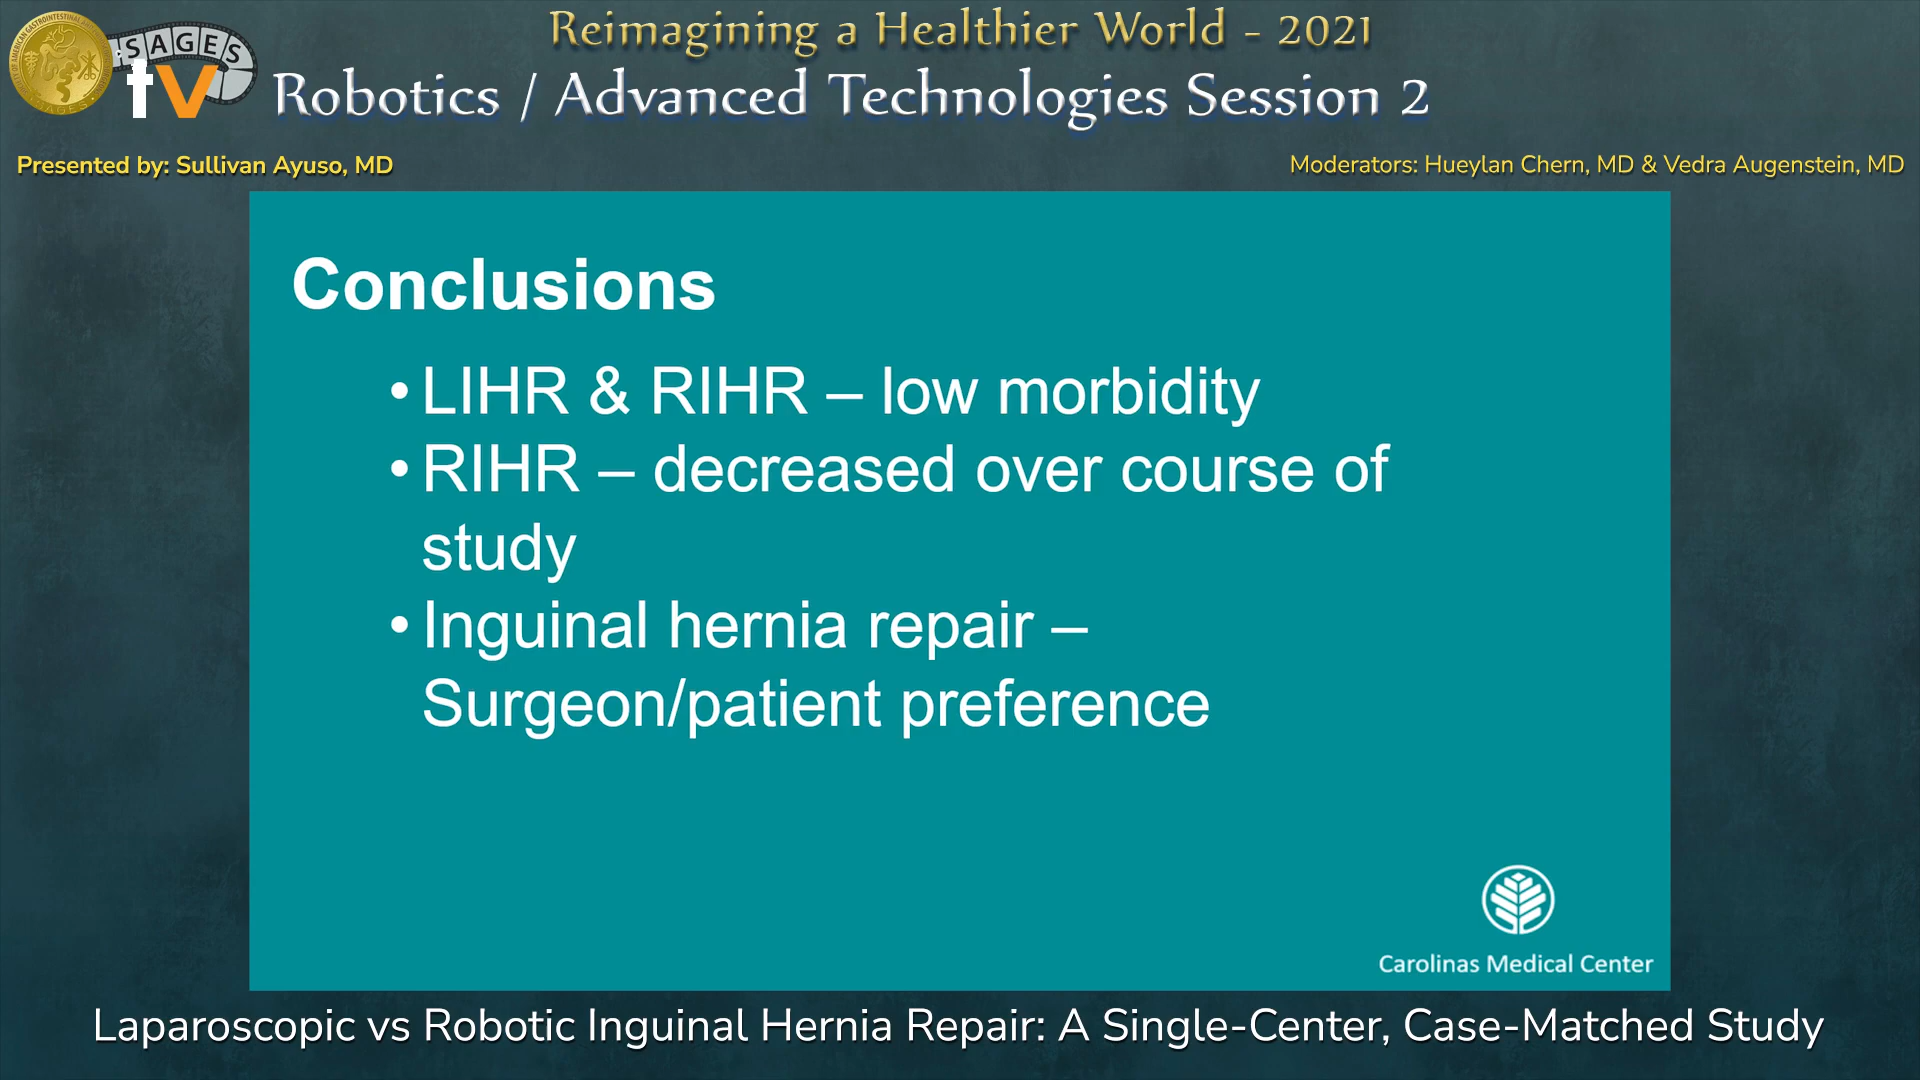 Reimagining a Healthier World - 2021
SAGES
tv
Robotics / Advanced Technologies Session 2
Presented by: Sullivan Ayuso, MD
Moderators: Hueylan Chern, MD & Vedra Augenstein, MD
Conclusions
• LIHR & RIHR – low morbidity
• RIHR – decreased over course of
study
• Inguinal hernia repair –
Surgeon/patient preference
Carolinas Medical Center
Laparoscopic vs Robotic Inguinal Hernia Repair: A Single-Center, Case-Matched Study